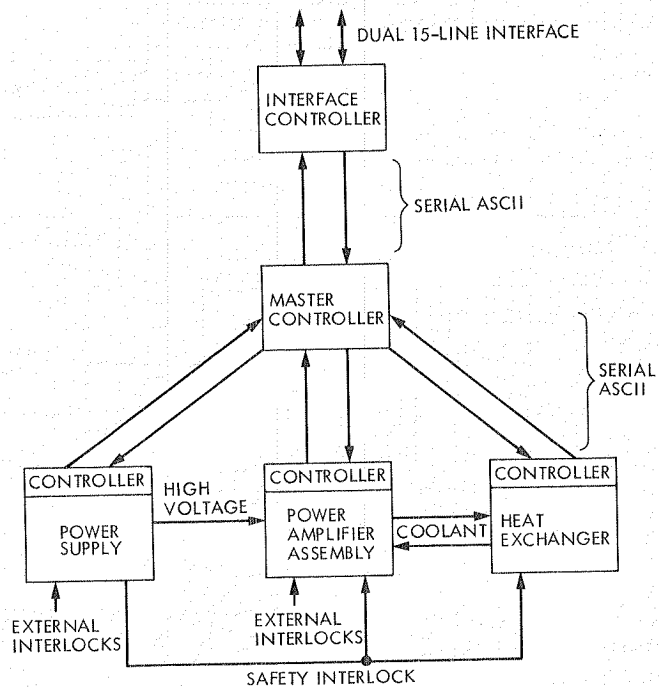 DUAL 15-LINE INTERFACE
INTERFACE
CONTROLLER
SERIAL ASCII
MASTER
CONTROLLER
SERIAL
ASCII
CONTROLLER
POWER
SUPPLY
HIGH
VOLTAGE
CONTROLLER
POWER
AMPLIFIER
ASSEMBLY
COOLANT
CONTROLLER
HEAT
EXCHANGER
EXTERNAL
INTERLOCKS
EXTERNAL
INTERLOCKS
SAFETY INTERLOCK